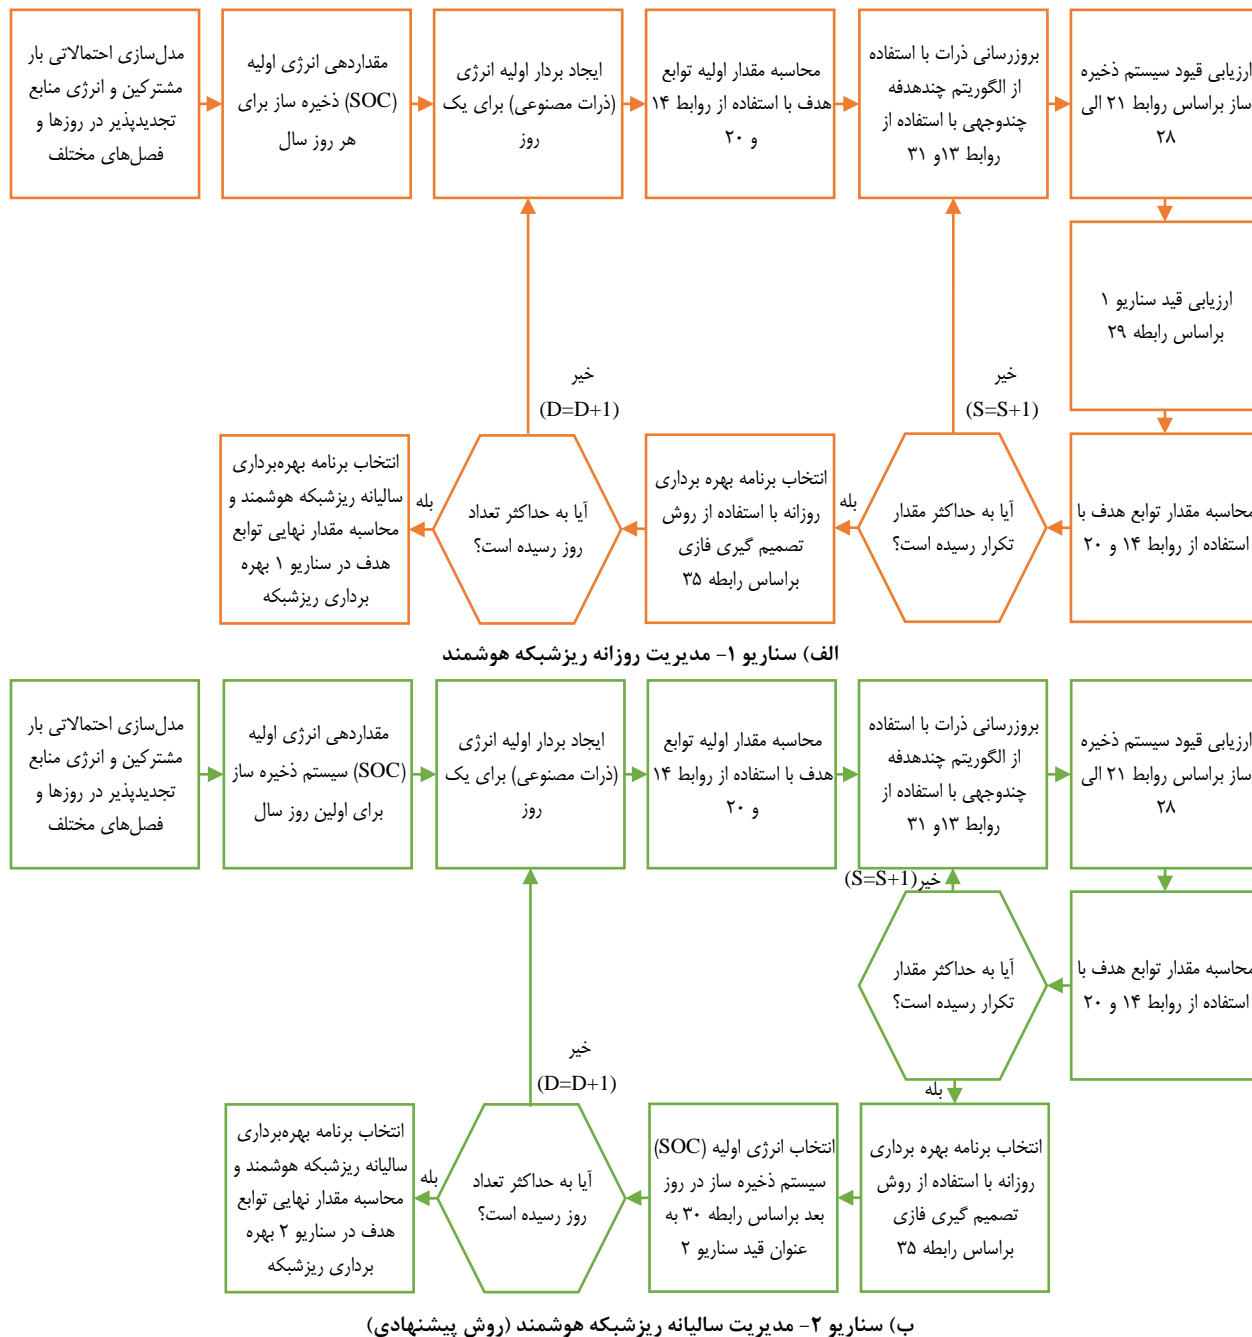 مدل‌سازی احتمالاتی بار
مشترکین و انرژی منابع
تجدیدپذیر در روزها و
فصل‌های مختلف
مقداردهی انرژی اولیه
(SOC) ذخیره ساز برای
هر روز سال
ایجاد بردار اولیه انرژی
(ذرات مصنوعی) برای یک
روز
محاسبه مقدار اولیه توابع
هدف با استفاده از روابط ۱۴
و ۲۰
بروزرسانی ذرات با استفاده
از الگوریتم چندهدفه
چندوجهی با استفاده از
روابط ۱۳و ۳۱
ارزیابی قیود سیستم ذخیره
ساز براساس روابط ۲۱ الی
۲۸
ارزیابی قید سناریو ۱
براساس رابطه ۲۹
محاسبه مقدار توابع هدف با
استفاده از روابط ۱۴ و ۲۰
خیر
(S=S+1)
آیا به حداکثر مقدار
تکرار رسیده است؟
بله
انتخاب برنامه بهره برداری
روزانه با استفاده از روش
تصمیم گیری فازی
براساس رابطه ۳۵
خیر
(D=D+1)
آیا به حداکثر تعداد
روز رسیده است؟
بله
انتخاب برنامه بهره‌برداری
سالیانه ریزشبکه هوشمند و
محاسبه مقدار نهایی توابع
هدف در سناریو ۱ بهره
برداری ریزشبکه
الف) سناریو ۱- مدیریت روزانه ریزشبکه هوشمند
مدل‌سازی احتمالاتی بار
مشترکین و انرژی منابع
تجدیدپذیر در روزها و
فصل‌های مختلف
مقداردهی انرژی اولیه
(SOC) سیستم ذخیره ساز
برای اولین روز سال
ایجاد بردار اولیه انرژی
(ذرات مصنوعی) برای یک
روز
محاسبه مقدار اولیه توابع
هدف با استفاده از روابط ۱۴
و ۲۰
بروزرسانی ذرات با استفاده
از الگوریتم چندهدفه
چندوجهی با استفاده از
روابط ۱۳و ۳۱
ارزیابی قیود سیستم ذخیره
ساز براساس روابط ۲۱ الی
۲۸
محاسبه مقدار توابع هدف با
استفاده از روابط ۱۴ و ۲۰
خیر(S=S+1)
آیا به حداکثر مقدار
تکرار رسیده است؟
بله
انتخاب برنامه بهره برداری
روزانه با استفاده از روش
تصمیم گیری فازی
براساس رابطه ۳۵
انتخاب انرژی اولیه (SOC)
سیستم ذخیره ساز در روز
بعد براساس رابطه ۳۰ به
عنوان قید سناریو ۲
خیر
(D=D+1)
آیا به حداکثر تعداد
روز رسیده است؟
بله
انتخاب برنامه بهره‌برداری
سالیانه ریزشبکه هوشمند و
محاسبه مقدار نهایی توابع
هدف در سناریو ۲ بهره
برداری ریزشبکه
ب) سناریو ۲- مدیریت سالیانه ریزشبکه هوشمند (روش پیشنهادی)